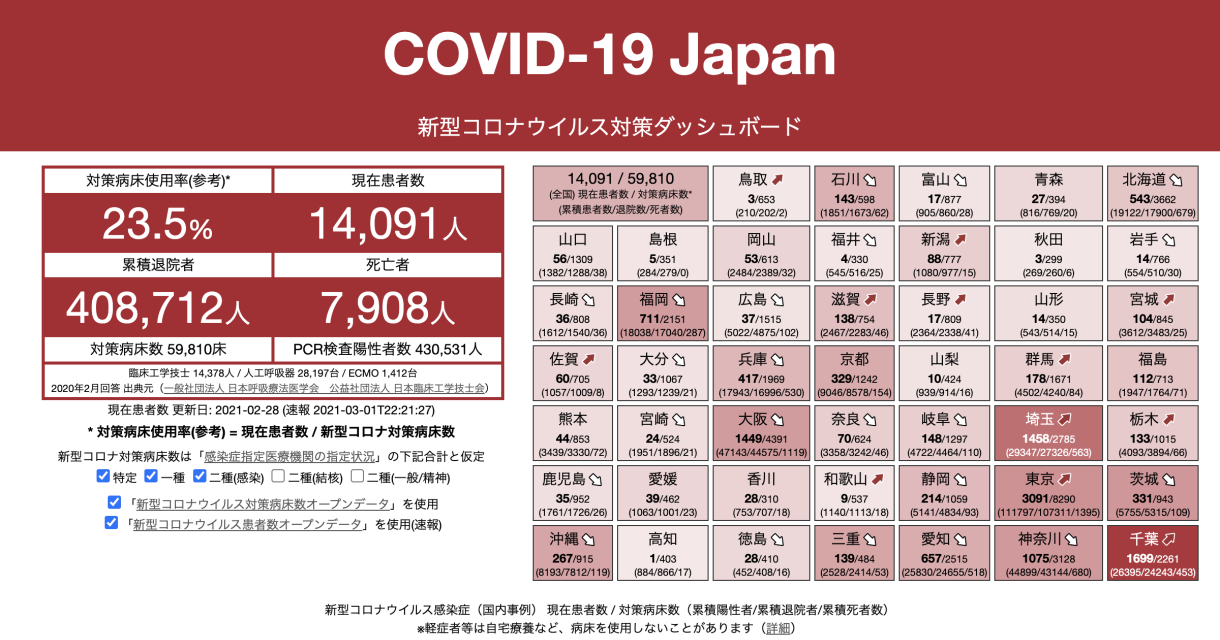 COVID-19 Japan
新型コロナウイルス対策ダッシュボード
対策病床使用率(参考)* 現在患者数
23.5% 14,091人
累積退院者 死亡者
408,712人 7,908人
対策病床数 59,810床 PCR検査陽性者数 430,531人
臨床工学技士 14,378人 / 人工呼吸器 28,197台 / ECMO 1,412台
2020年2月回答 出典元（一般社団法人 日本呼吸療法医学会　公益社団法人 日本臨床工学技士会）
現在患者数 更新日: 2021-02-28 (速報 2021-03-01T22:21:27)
* 対策病床使用率(参考) = 現在患者数 / 新型コロナ対策病床数
新型コロナウイルス対策病床数は「感染症指定医療機関の指定状況」の下記合計と仮定
特定 一種 二種(感染) 二種(結核) 二種(一般/精神)
「新型コロナウイルス対策病床数オープンデータ」を使用
「新型コロナウイルス患者数オープンデータ」を使用(速報)
14,091 / 59,810
(全国) 現在患者数 / 対策病床数*
(累積患者数/退院数/死者数)
鳥取 石川 富山 青森 北海道
3/653 143/598 17/877 27/394 543/3662
(210/202/2) (1851/1673/62) (905/860/28) (816/769/20) (19122/17900/679)
山口 島根 岡山 福井 新潟 秋田 岩手
56/1309 5/351 53/613 4/330 88/777 3/299 14/766
(1382/1288/38) (284/279/0) (2484/2389/32) (545/516/25) (1080/977/15) (269/260/6) (554/510/30)
長崎 福岡 広島 滋賀 長野 山形 宮城
36/808 711/2151 37/1515 138/754 17/809 14/350 104/845
(1612/1540/36) (18038/17040/287) (5022/4875/102) (2467/2283/46) (2364/2338/41) (543/514/15) (3612/3483/25)
佐賀 大分 兵庫 京都 山梨 群馬 福島
60/705 33/1067 417/1969 329/1242 10/424 178/1671 112/713
(1057/1009/8) (1293/1239/21) (17943/16996/530) (9046/8578/154) (939/914/16) (4502/4240/84) (1947/1764/71)
熊本 宮崎 大阪 奈良 岐阜 埼玉 栃木
44/853 24/524 1449/4391 70/624 148/1297 1458/2785 133/1015
(3439/3330/72) (1951/1896/21) (47143/44575/1119) (3358/3242/46) (4722/4464/110) (29347/27326/563) (4093/3894/66)
鹿児島 愛媛 香川 和歌山 静岡 東京 茨城
35/952 39/462 28/310 9/537 214/1059 3091/8290 331/943
(1761/1726/26) (1063/1001/23) (753/707/18) (1140/1113/18) (5141/4834/93) (111797/107311/1395) (5755/5315/109)
沖縄 高知 徳島 三重 愛知 神奈川 千葉
267/915 1/403 28/410 139/484 657/2515 1075/3128 1699/2261
(8193/7812/119) (884/866/17) (452/408/16) (2528/2414/53) (25830/24655/518) (44899/43144/680) (26395/24243/453)
新型コロナウイルス感染症（国内事例） 現在患者数 / 対策病床数（累積陽性者/累積退院者/累積死者数）
※軽症者等は自宅療養など、病床を使用しないことがあります（詳細）